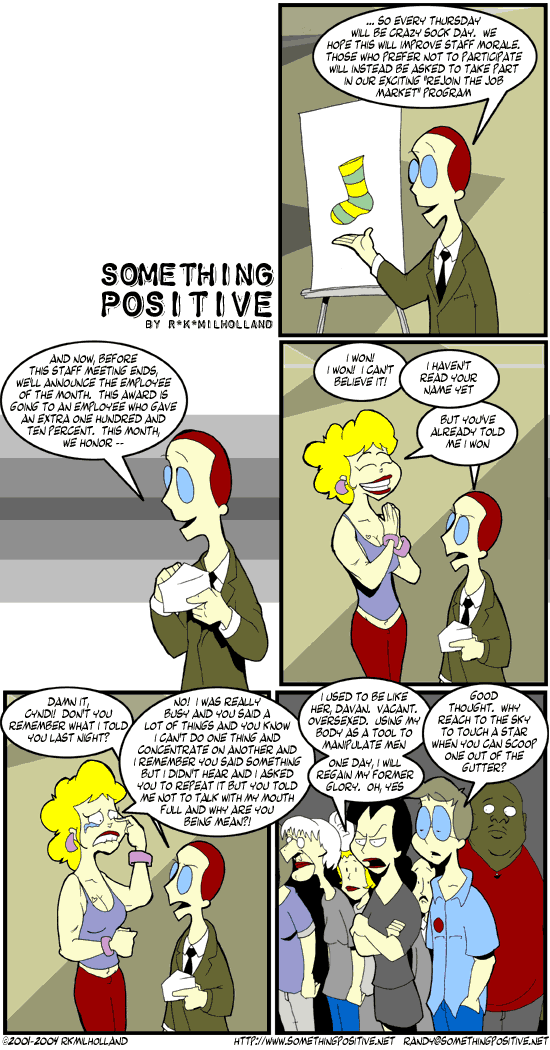 ... SO EVERY THURSDAY
WILL BE CRAZY SOCK DAY. WE
HOPE THIS WILL IMPROVE STAFF MORALE.
THOSE WHO PREFER NOT TO PARTICIPATE
WILL INSTEAD BE ASKED TO TAKE PART
IN OUR EXCITING "REJOIN THE JOB
MARKET" PROGRAM
SOMETHING
POSITIVE
BY R*K*MILHOLLAND
AND NOW, BEFORE
THIS STAFF MEETING ENDS,
WE'LL ANNOUNCE THE EMPLOYEE
OF THE MONTH. THIS AWARD IS
GOING TO AN EMPLOYEE WHO GAVE
AN EXTRA ONE HUNDRED AND
TEN PERCENT. THIS MONTH,
WE HONOR --
I WON!
I WON! I CAN'T
BELIEVE IT!
I HAVEN'T
READ YOUR
NAME YET
BUT YOU'VE
ALREADY TOLD
ME I WON
DAMN IT,
CYNDI! DON'T YOU
REMEMBER WHAT I TOLD
YOU LAST NIGHT?
NO! I WAS REALLY
BUSY AND YOU SAID A
LOT OF THINGS AND YOU KNOW
I CAN'T DO ONE THING AND
CONCENTRATE ON ANOTHER AND
I REMEMBER YOU SAID SOMETHING
BUT I DIDN'T HEAR AND I ASKED
YOU TO REPEAT IT BUT YOU TOLD
ME NOT TO TALK WITH MY MOUTH
FULL AND WHY ARE YOU
BEING MEAN?!
I USED TO BE LIKE
HER, DAVAN. VACANT.
OVERSEXED. USING MY
BODY AS A TOOL TO
MANIPULATE MEN
ONE DAY, I WILL
REGAIN MY FORMER
GLORY. OH, YES
GOOD
THOUGHT. WHY
REACH TO THE SKY
TO TOUCH A STAR
WHEN YOU CAN SCOOP
ONE OUT OF THE
GUTTER?
©2001-2004 RKMILHOLLAND
HTTP://WWW.SOMETHINGPOSITIVE.NET RANDY@SOMETHINGPOSITIVE.NET